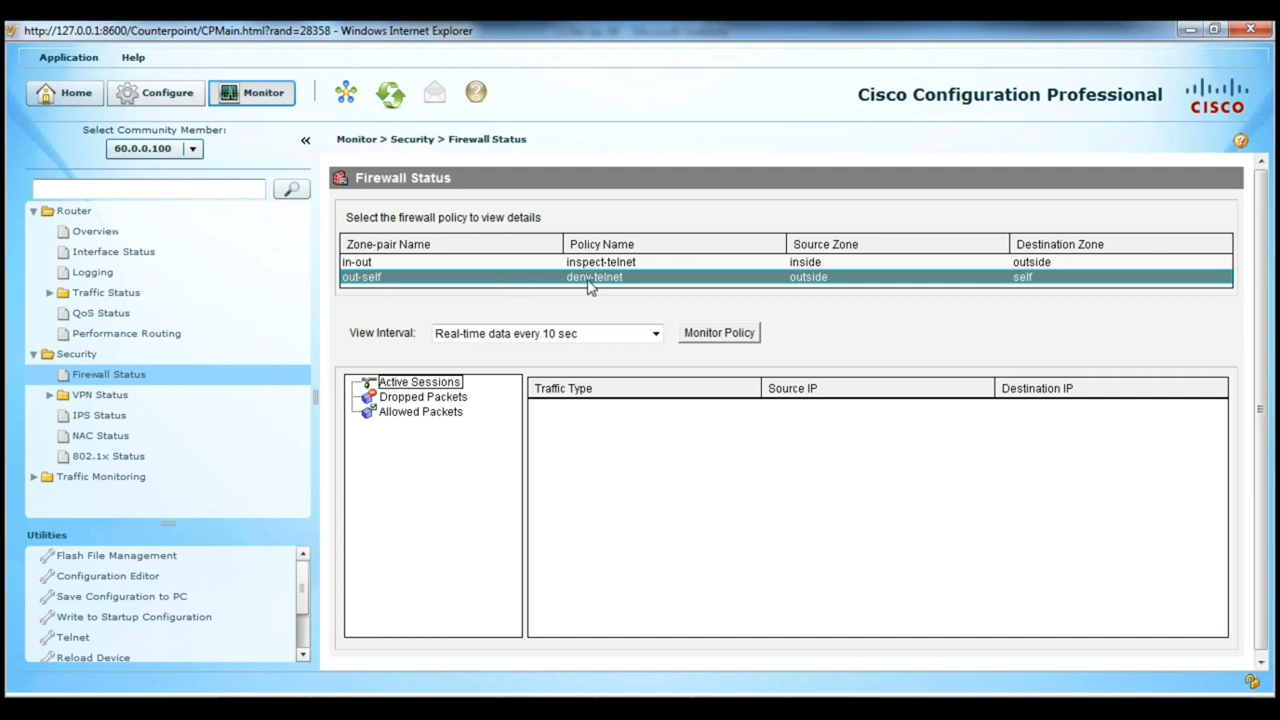 http://127.0.0.1:8600/Counterpoint/CPMain.html?rand=28358 - Windows Internet Explorer
Application Help
Home Configure Monitor
Cisco Configuration Professional
CISCO
Select Community Member:
60.0.0.100
«
Monitor > Security > Firewall Status
Router
Overview
Interface Status
Logging
Traffic Status
QoS Status
Performance Routing
Security
Firewall Status
VPN Status
IPS Status
NAC Status
802.1x Status
Traffic Monitoring
Utilities
Flash File Management
Configuration Editor
Save Configuration to PC
Write to Startup Configuration
Telnet
Reload Device
Firewall Status
Select the firewall policy to view details
Zone-pair Name Policy Name Source Zone Destination Zone
in-out inspect-telnet inside outside
out-self deny-telnet outside self
View Interval: Real-time data every 10 sec Monitor Policy
Active Sessions
Dropped Packets
Allowed Packets
Traffic Type Source IP Destination IP